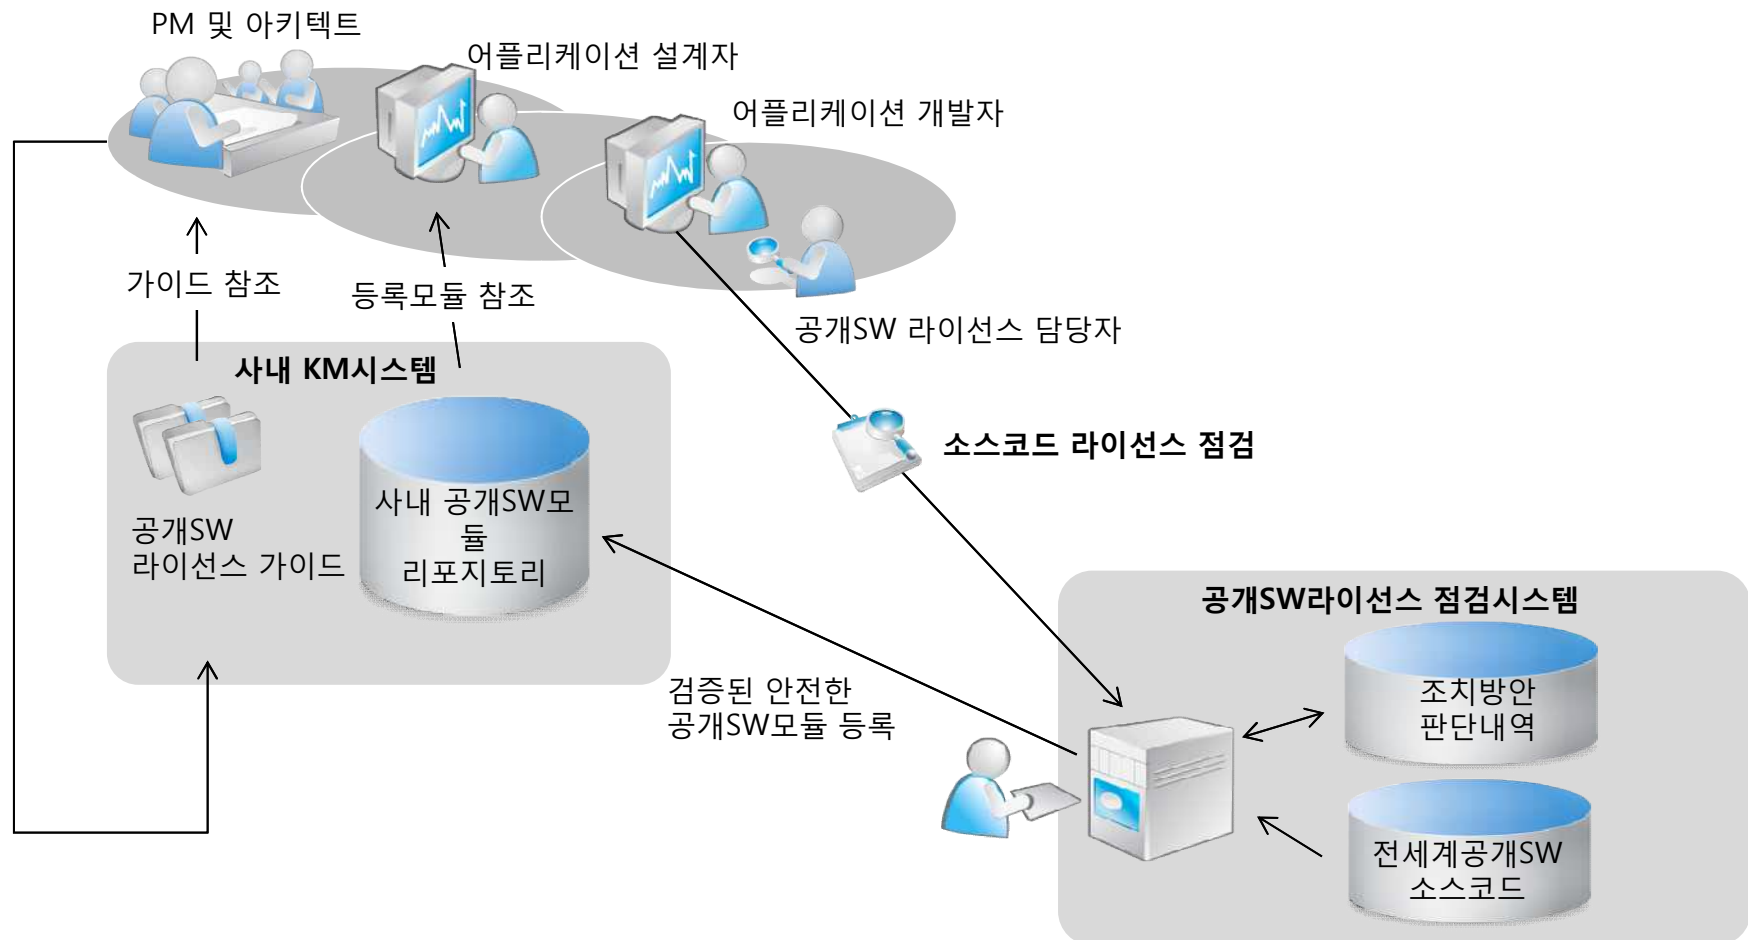 PM 및 아키텍트
어플리케이션 설계자
어플리케이션 개발자
가이드 참조
등록모듈 참조
공개SW 라이선스 담당자
사내 KM시스템
소스코드 라이선스 점검
공개SW
라이선스 가이드
사내 공개SW모
듈
리포지토리
공개SW라이선스 점검시스템
검증된 안전한
공개SW모듈 등록
조치방안
판단내역
전세계공개SW
소스코드